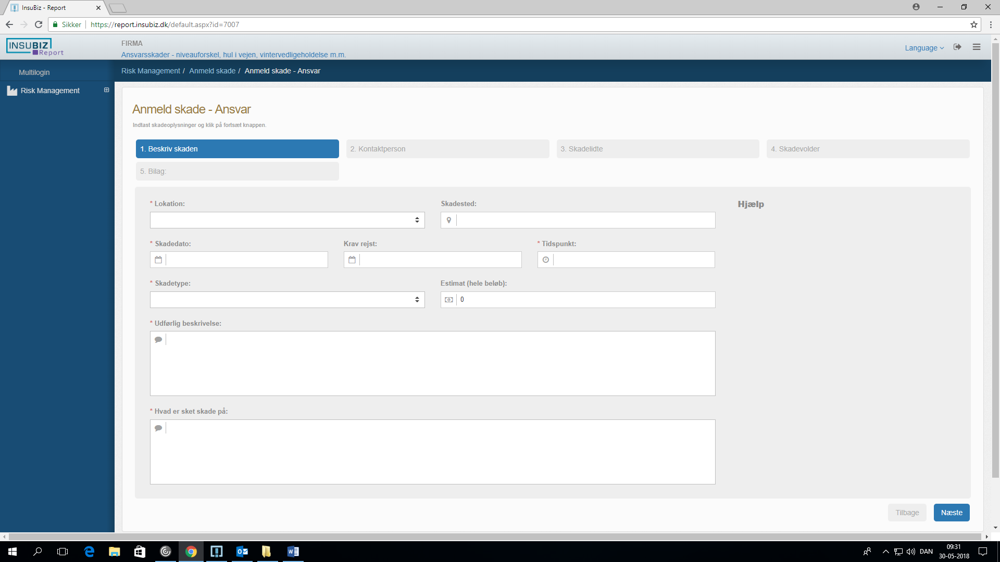 InsuBiz - Report
Sikker
https://report.insubiz.dk/default.aspx?id=7007
INSUBIZ
Report
FIRMA
Ansvarsskader - niveauforskel, hul i vejen, vintervedligeholdelse m.m.
Language
Multilogin
Risk Management / Anmeld skade / Anmeld skade - Ansvar
Risk Management
Anmeld skade - Ansvar
Indtast skadeoplysninger og klik på fortsæt knappen.
1. Beskriv skaden
2. Kontaktperson
3. Skadelidte
4. Skadevolder
5. Bilag:
* Lokation:
Skadested:
Hjælp
* Skadedato:
Krav rejst:
* Tidspunkt:
* Skadetype:
Estimat (hele beløb):
0
* Udførlig beskrivelse:
* Hvad er sket skade på:
Tilbage
Næste
DAN
09:31
30-05-2018